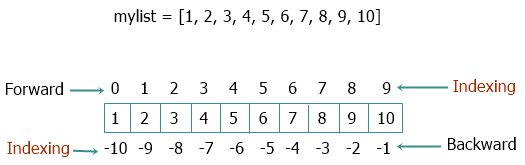 mylist = [1, 2, 3, 4, 5, 6, 7, 8, 9, 10]
Forward 0 1 2 3 4 5 6 7 8 9 Indexing
1 2 3 4 5 6 7 8 9 10
Indexing -10 -9 -8 -7 -6 -5 -4 -3 -2 -1 Backward